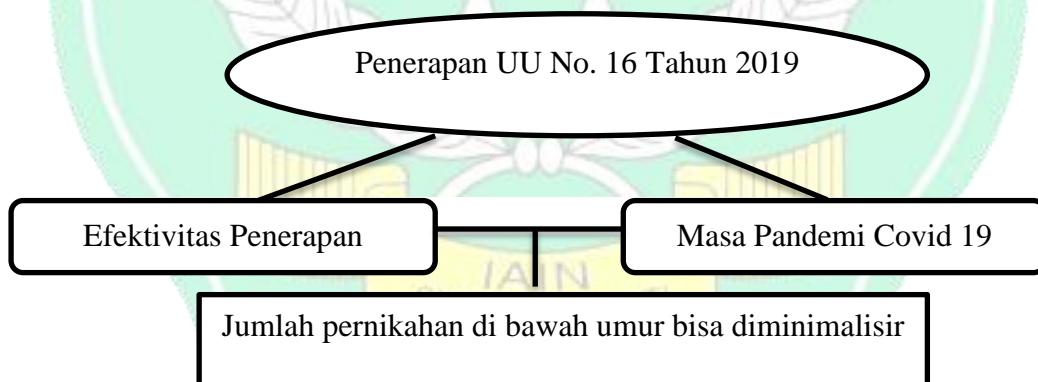 Penerapan UU No. 16 Tahun 2019
Efektivitas Penerapan
Masa Pandemi Covid 19
IAIN
Jumlah pernikahan di bawah umur bisa diminimalisir